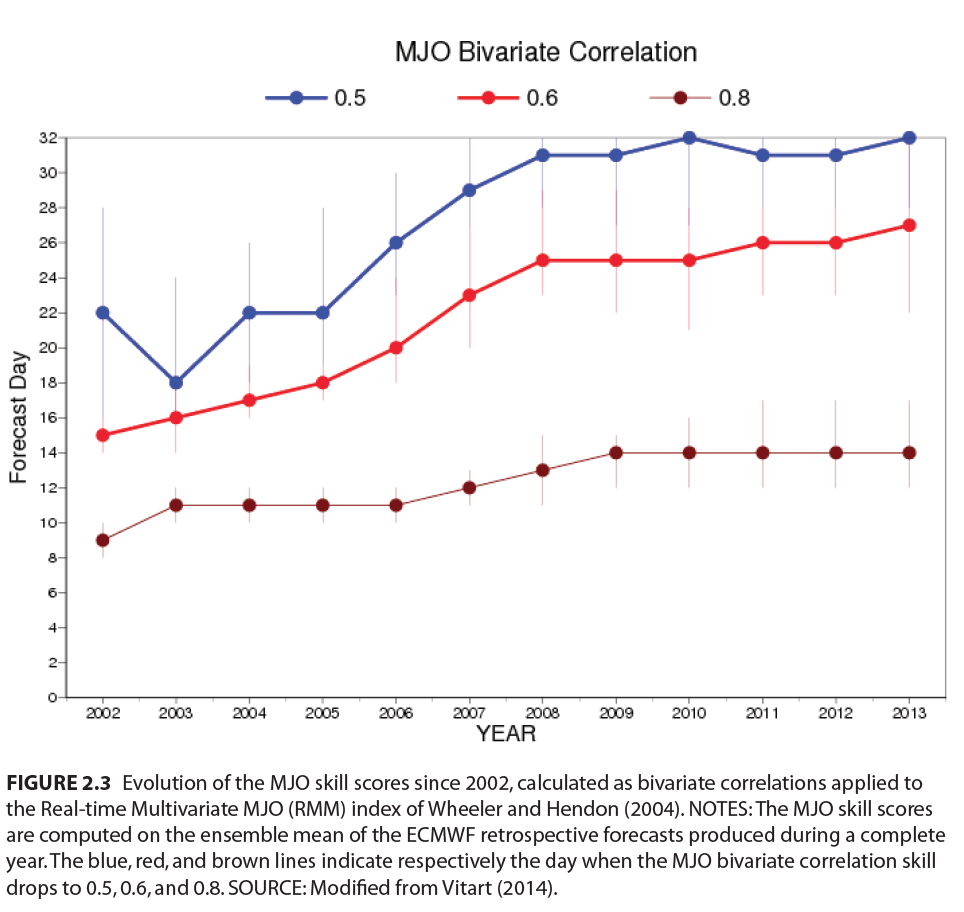 MJO Bivariate Correlation
0.5 0.6 0.8
32
30
28
26
24
22
20
18
16
14
12
10
8
6
4
2
0
Forecast Day
2002 2003 2004 2005 2006 2007 2008 2009 2010 2011 2012 2013
YEAR
FIGURE 2.3 Evolution of the MJO skill scores since 2002, calculated as bivariate correlations applied to
the Real-time Multivariate MJO (RMM) index of Wheeler and Hendon (2004). NOTES: The MJO skill scores
are computed on the ensemble mean of the ECMWF retrospective forecasts produced during a complete
year. The blue, red, and brown lines indicate respectively the day when the MJO bivariate correlation skill
drops to 0.5, 0.6, and 0.8. SOURCE: Modified from Vitart (2014).